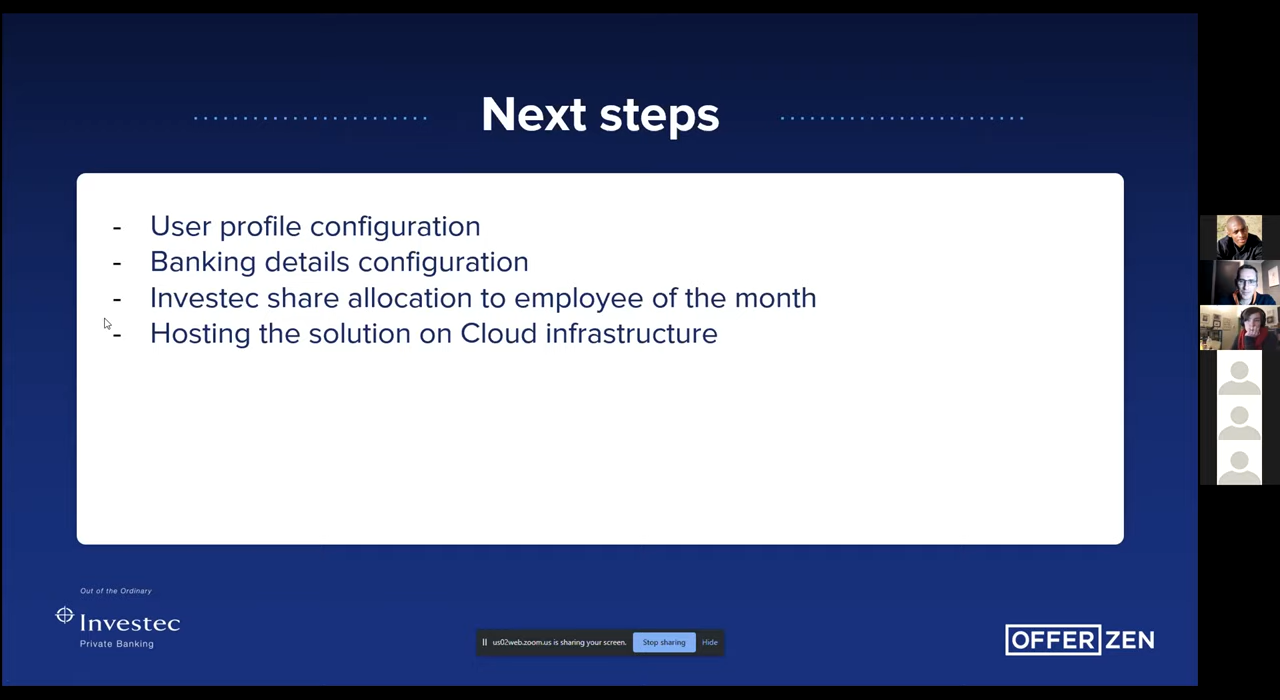 Next steps
- User profile configuration
- Banking details configuration
- Investec share allocation to employee of the month
- Hosting the solution on Cloud infrastructure
Out of the Ordinary
Investec
Private Banking
us02web.zoom.us is sharing your screen. Stop sharing Hide
OFFERZEN